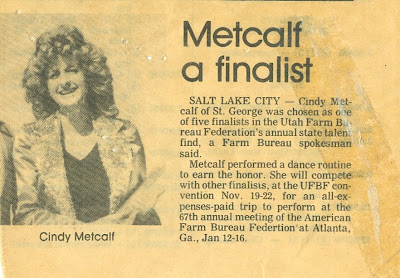 Metcalf
a finalist
SALT LAKE CITY — Cindy Met-
calf of St. George was chosen as one
of five finalists in the Utah Farm Bu-
reau Federation's annual state talent
find, a Farm Bureau spokesman
said.
Metcalf performed a dance routine
to earn the honor. She will compete
with other finalisis, at the UFBF con-
vention Nov. 19-22, for an all-ex-
penses-paid trip to perform at the
67th annual meeting of the American
Farm Bureau Federtion at Atlanta,
Ga., Jan 12-16.
Cindy Metcalf